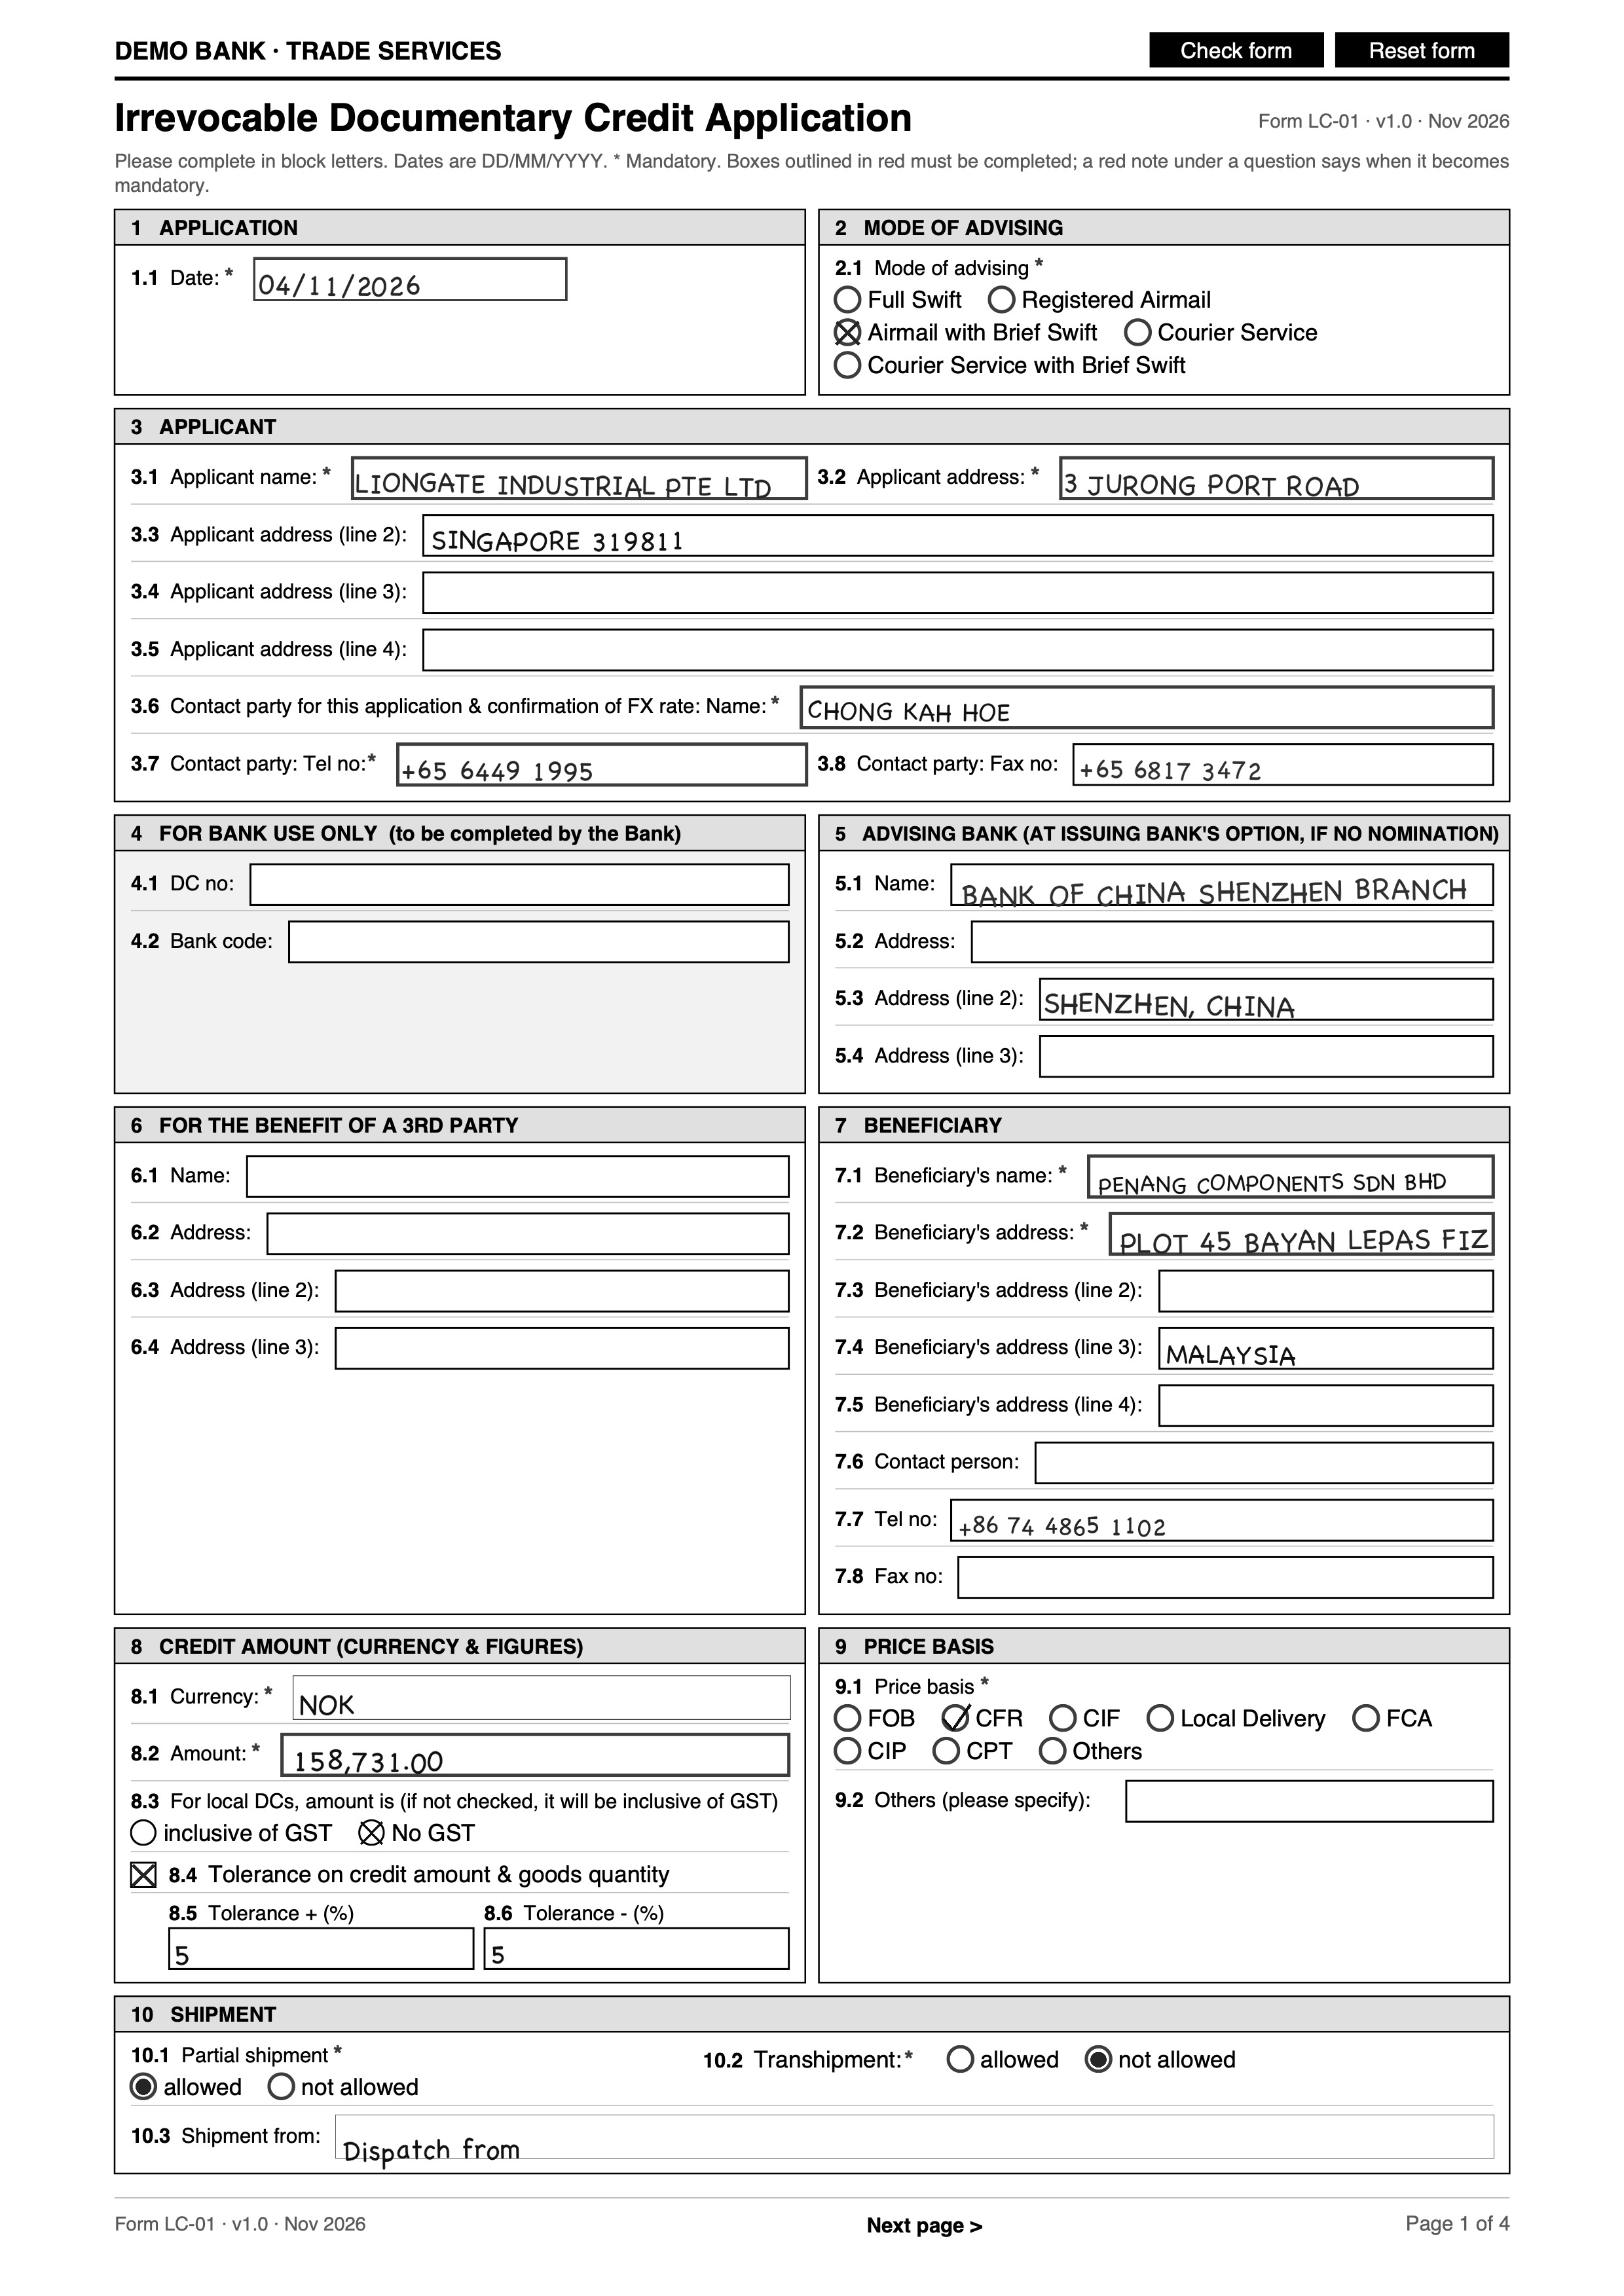 DEMO BANK · TRADE SERVICES
Check form
Reset form
Irrevocable Documentary Credit Application
Form LC-01 · v1.0 · Nov 2026
Please complete in block letters. Dates are DD/MM/YYYY. * Mandatory. Boxes outlined in red must be completed; a red note under a question says when it becomes
mandatory.
1 APPLICATION
1.1 Date: * 04/11/2026
2 MODE OF ADVISING
2.1 Mode of advising *
Full Swift Registered Airmail
Airmail with Brief Swift Courier Service
Courier Service with Brief Swift
3 APPLICANT
3.1 Applicant name: * LIONGATE INDUSTRIAL PTE LTD 3.2 Applicant address: * 3 JURONG PORT ROAD
3.3 Applicant address (line 2): SINGAPORE 319811
3.4 Applicant address (line 3):
3.5 Applicant address (line 4):
3.6 Contact party for this application & confirmation of FX rate: Name: * CHONG KAH HOE
3.7 Contact party: Tel no:* +65 6449 1995 3.8 Contact party: Fax no: +65 6817 3472
4 FOR BANK USE ONLY (to be completed by the Bank)
4.1 DC no:
4.2 Bank code:
5 ADVISING BANK (AT ISSUING BANK'S OPTION, IF NO NOMINATION)
5.1 Name: BANK OF CHINA SHENZHEN BRANCH
5.2 Address:
5.3 Address (line 2): SHENZHEN, CHINA
5.4 Address (line 3):
6 FOR THE BENEFIT OF A 3RD PARTY
6.1 Name:
6.2 Address:
6.3 Address (line 2):
6.4 Address (line 3):
7 BENEFICIARY
7.1 Beneficiary's name: * PENANG COMPONENTS SDN BHD
7.2 Beneficiary's address: * PLOT 45 BAYAN LEPAS FIZ
7.3 Beneficiary's address (line 2):
7.4 Beneficiary's address (line 3): MALAYSIA
7.5 Beneficiary's address (line 4):
7.6 Contact person:
7.7 Tel no: +86 74 4865 1102
7.8 Fax no:
8 CREDIT AMOUNT (CURRENCY & FIGURES)
8.1 Currency: * NOK
8.2 Amount: * 158,731.00
8.3 For local DCs, amount is (if not checked, it will be inclusive of GST)
inclusive of GST No GST
8.4 Tolerance on credit amount & goods quantity
8.5 Tolerance + (%) 8.6 Tolerance - (%)
5 5
9 PRICE BASIS
9.1 Price basis *
FOB CFR CIF Local Delivery FCA
CIP CPT Others
9.2 Others (please specify):
10 SHIPMENT
10.1 Partial shipment *
allowed not allowed
10.2 Transhipment:* allowed not allowed
10.3 Shipment from: Dispatch from
Form LC-01 · v1.0 · Nov 2026
Next page >
Page 1 of 4